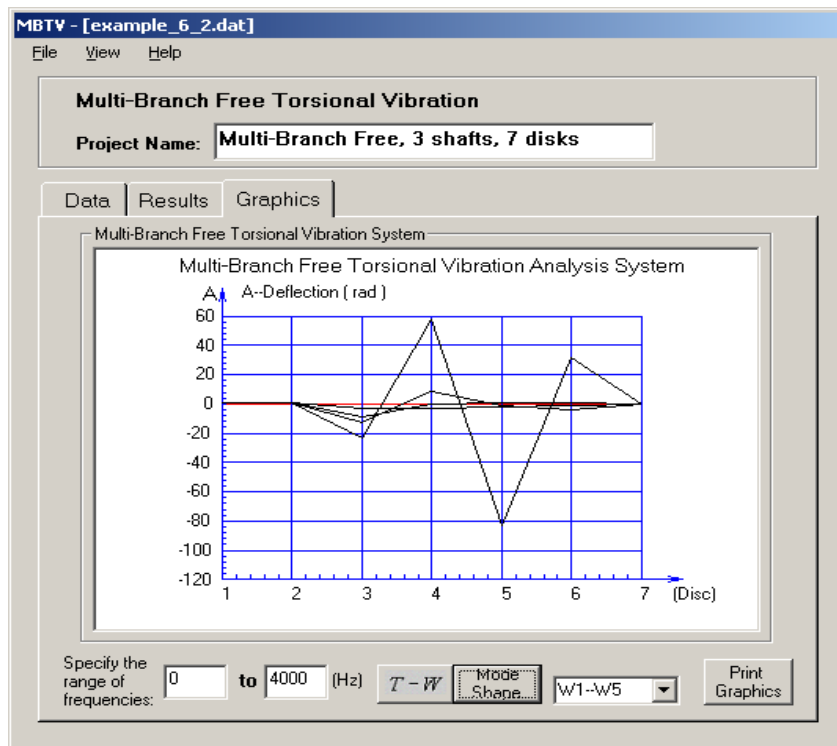 MBTV - [example_6_2.dat]
File View Help
Multi-Branch Free Torsional Vibration
Project Name: Multi-Branch Free, 3 shafts, 7 disks
Data Results Graphics
Multi-Branch Free Torsional Vibration System
Multi-Branch Free Torsional Vibration Analysis System
A A--Deflection ( rad )
60
40
20
0
-20
-40
-60
-80
-100
-120
1 2 3 4 5 6 7 (Disc)
Specify the
range of
frequencies:
0 to 4000 (Hz)
T - W
Mode
Shape
W1--W5
Print
Graphics